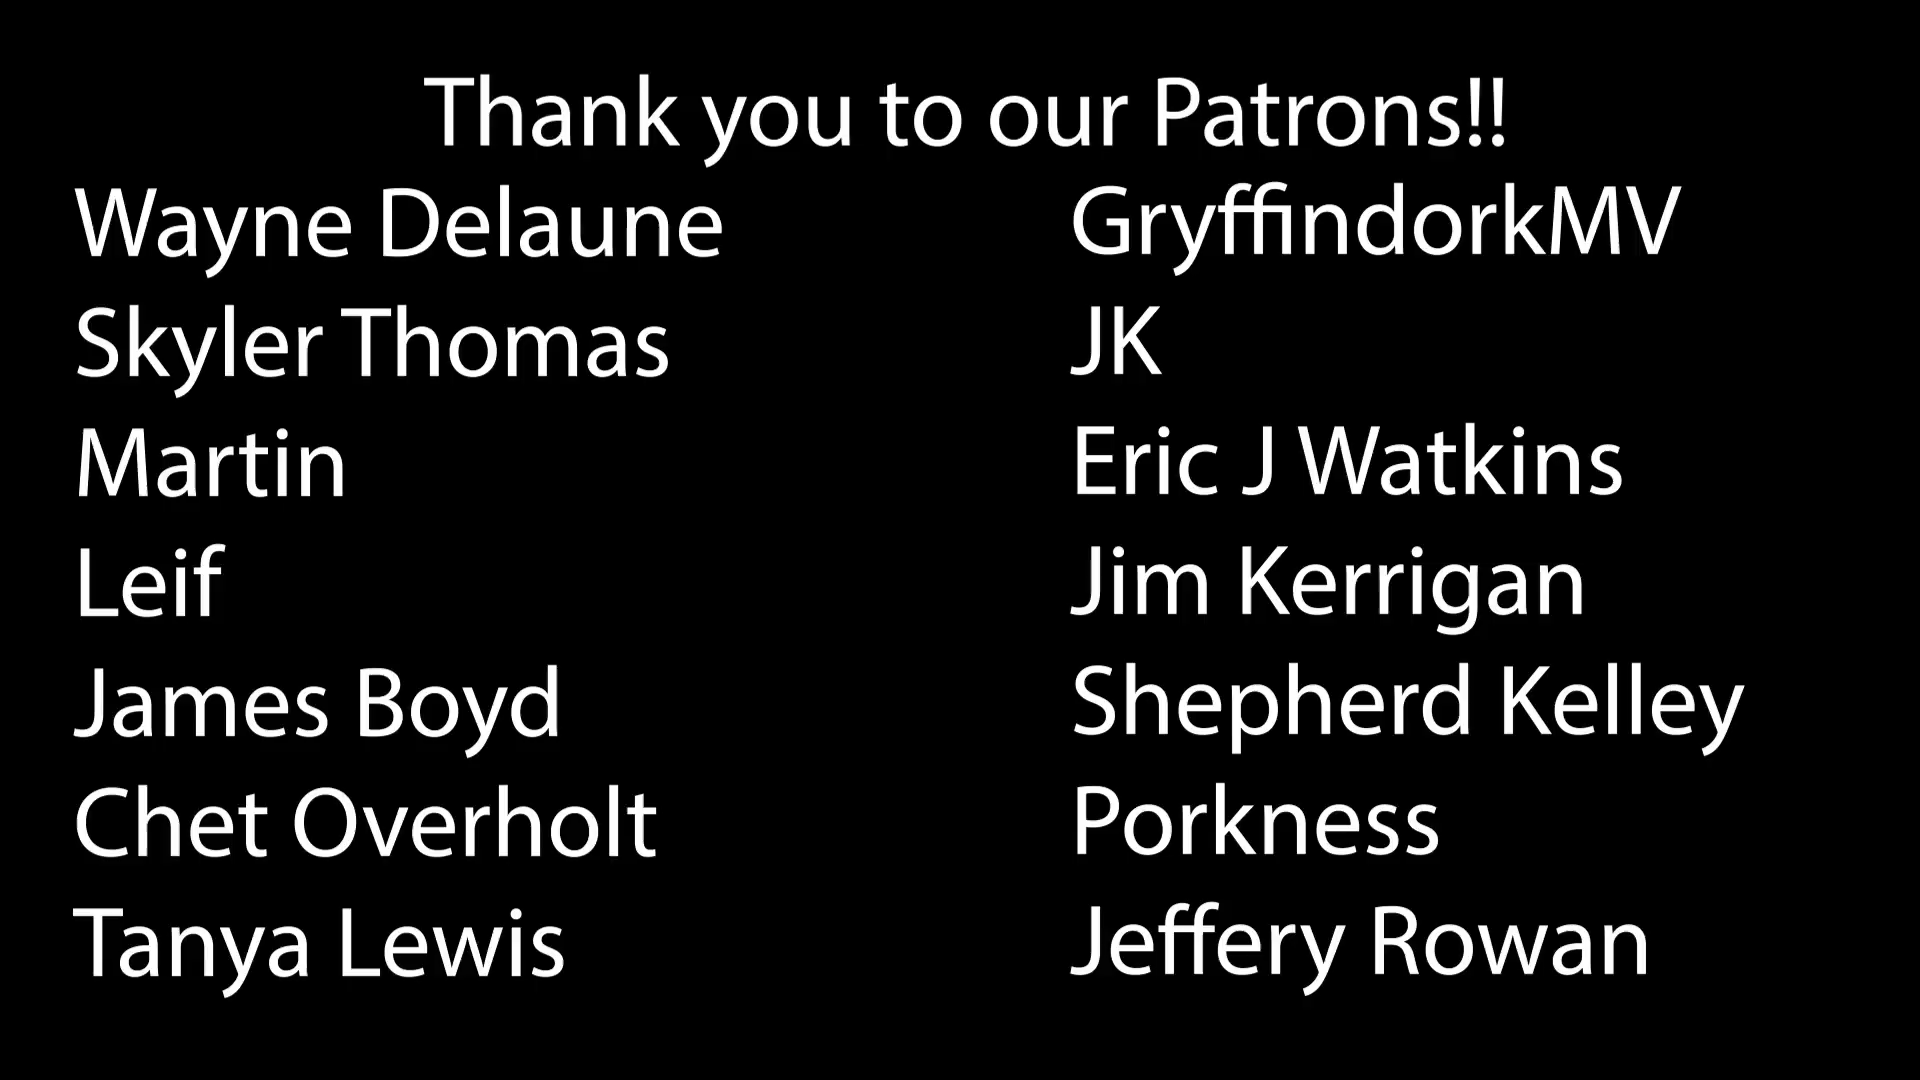 Thank you to our Patrons!!
Wayne Delaune
Skyler Thomas
Martin
Leif
James Boyd
Chet Overholt
Tanya Lewis
GryffindorkMV
JK
Eric J Watkins
Jim Kerrigan
Shepherd Kelley
Porkness
Jeffery Rowan